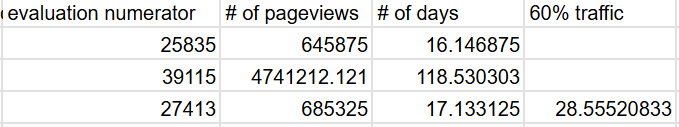 evaluation numerator # of pageviews # of days 60% traffic
25835 645875 16.146875
39115 4741212.121 118.530303
27413 685325 17.133125 28.55520833